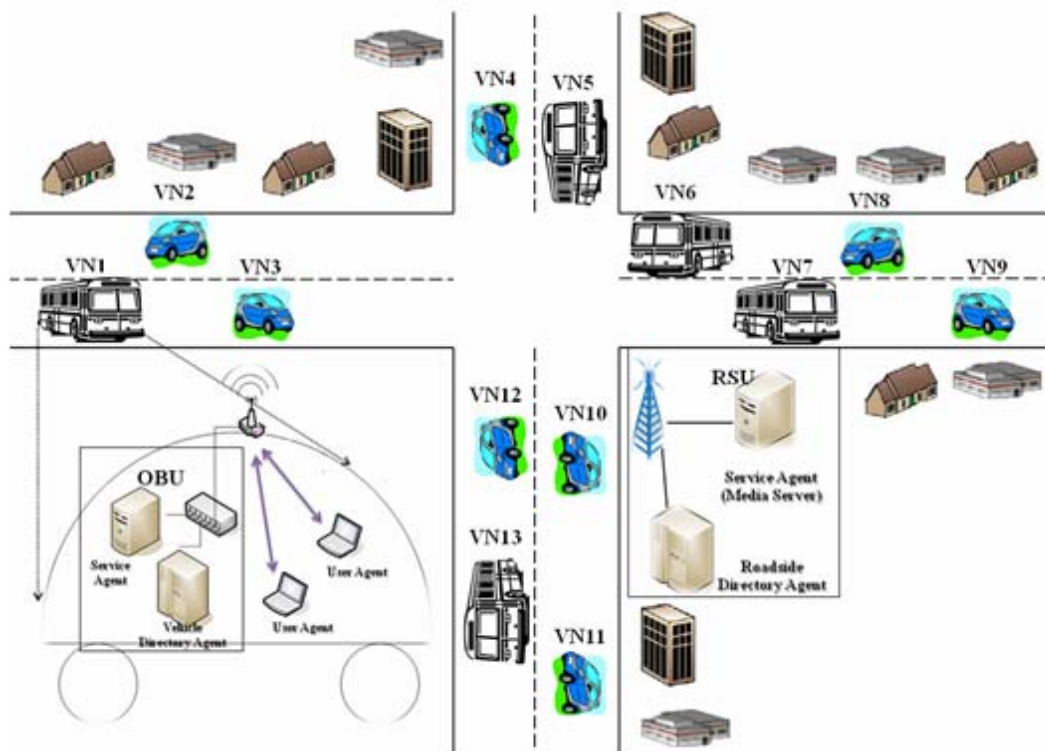 VN4
VN5
VN2
VN6
VN8
VN1
VN3
VN7
VN9
VN12
VN10
RSU
OBU
Service Agent
(Media Server)
Service
Agent
User Agent
VN13
Roadside
Directory Agent
Vehicle
Directory Agent
User Agent
VN11